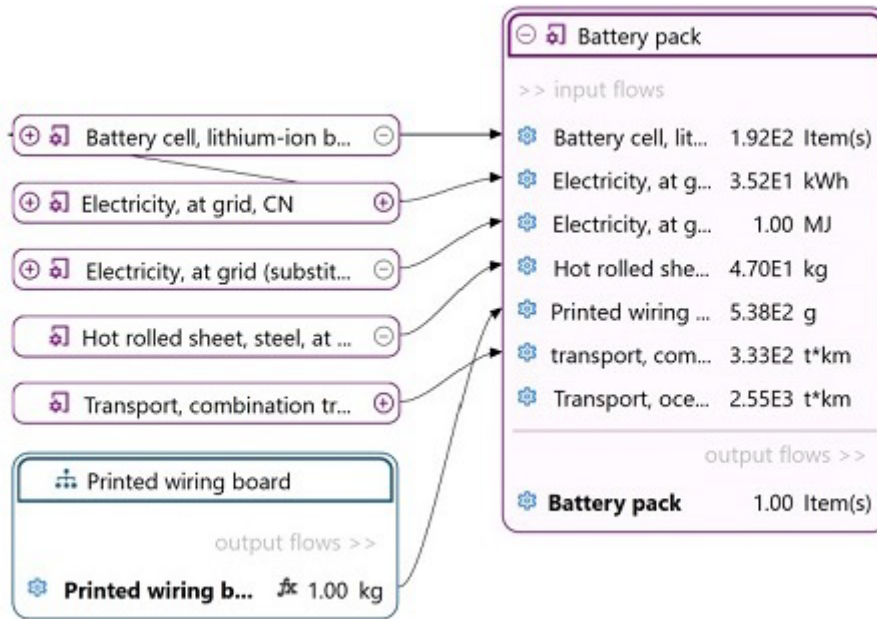 Battery pack
>> input flows
Battery cell, lithium-ion b...
Battery cell, lit... 1.92E2 Item(s)
Electricity, at grid, CN
Electricity, at g... 3.52E1 kWh
Electricity, at g... 1.00 MJ
Electricity, at grid (substit...
Hot rolled she... 4.70E1 kg
Hot rolled sheet, steel, at ...
Printed wiring ... 5.38E2 g
transport, com... 3.33E2 t*km
Transport, combination tr...
Transport, oce... 2.55E3 t*km
output flows >>
Battery pack 1.00 Item(s)
Printed wiring board
output flows >>
Printed wiring b... fx 1.00 kg